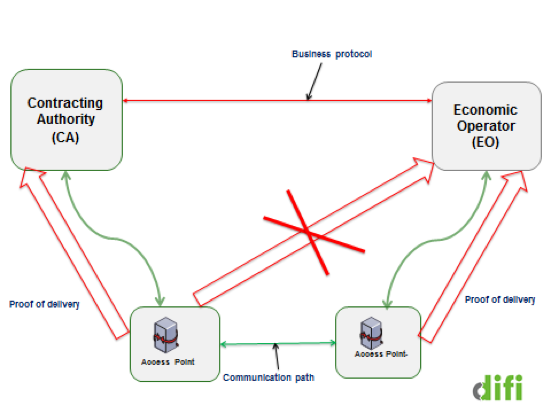 Business protocol
Contracting
Authority
(CA)
Economic
Operator
(EO)
Proof of delivery
Proof of delivery
Access Point
Access Point-
Communication path
difi